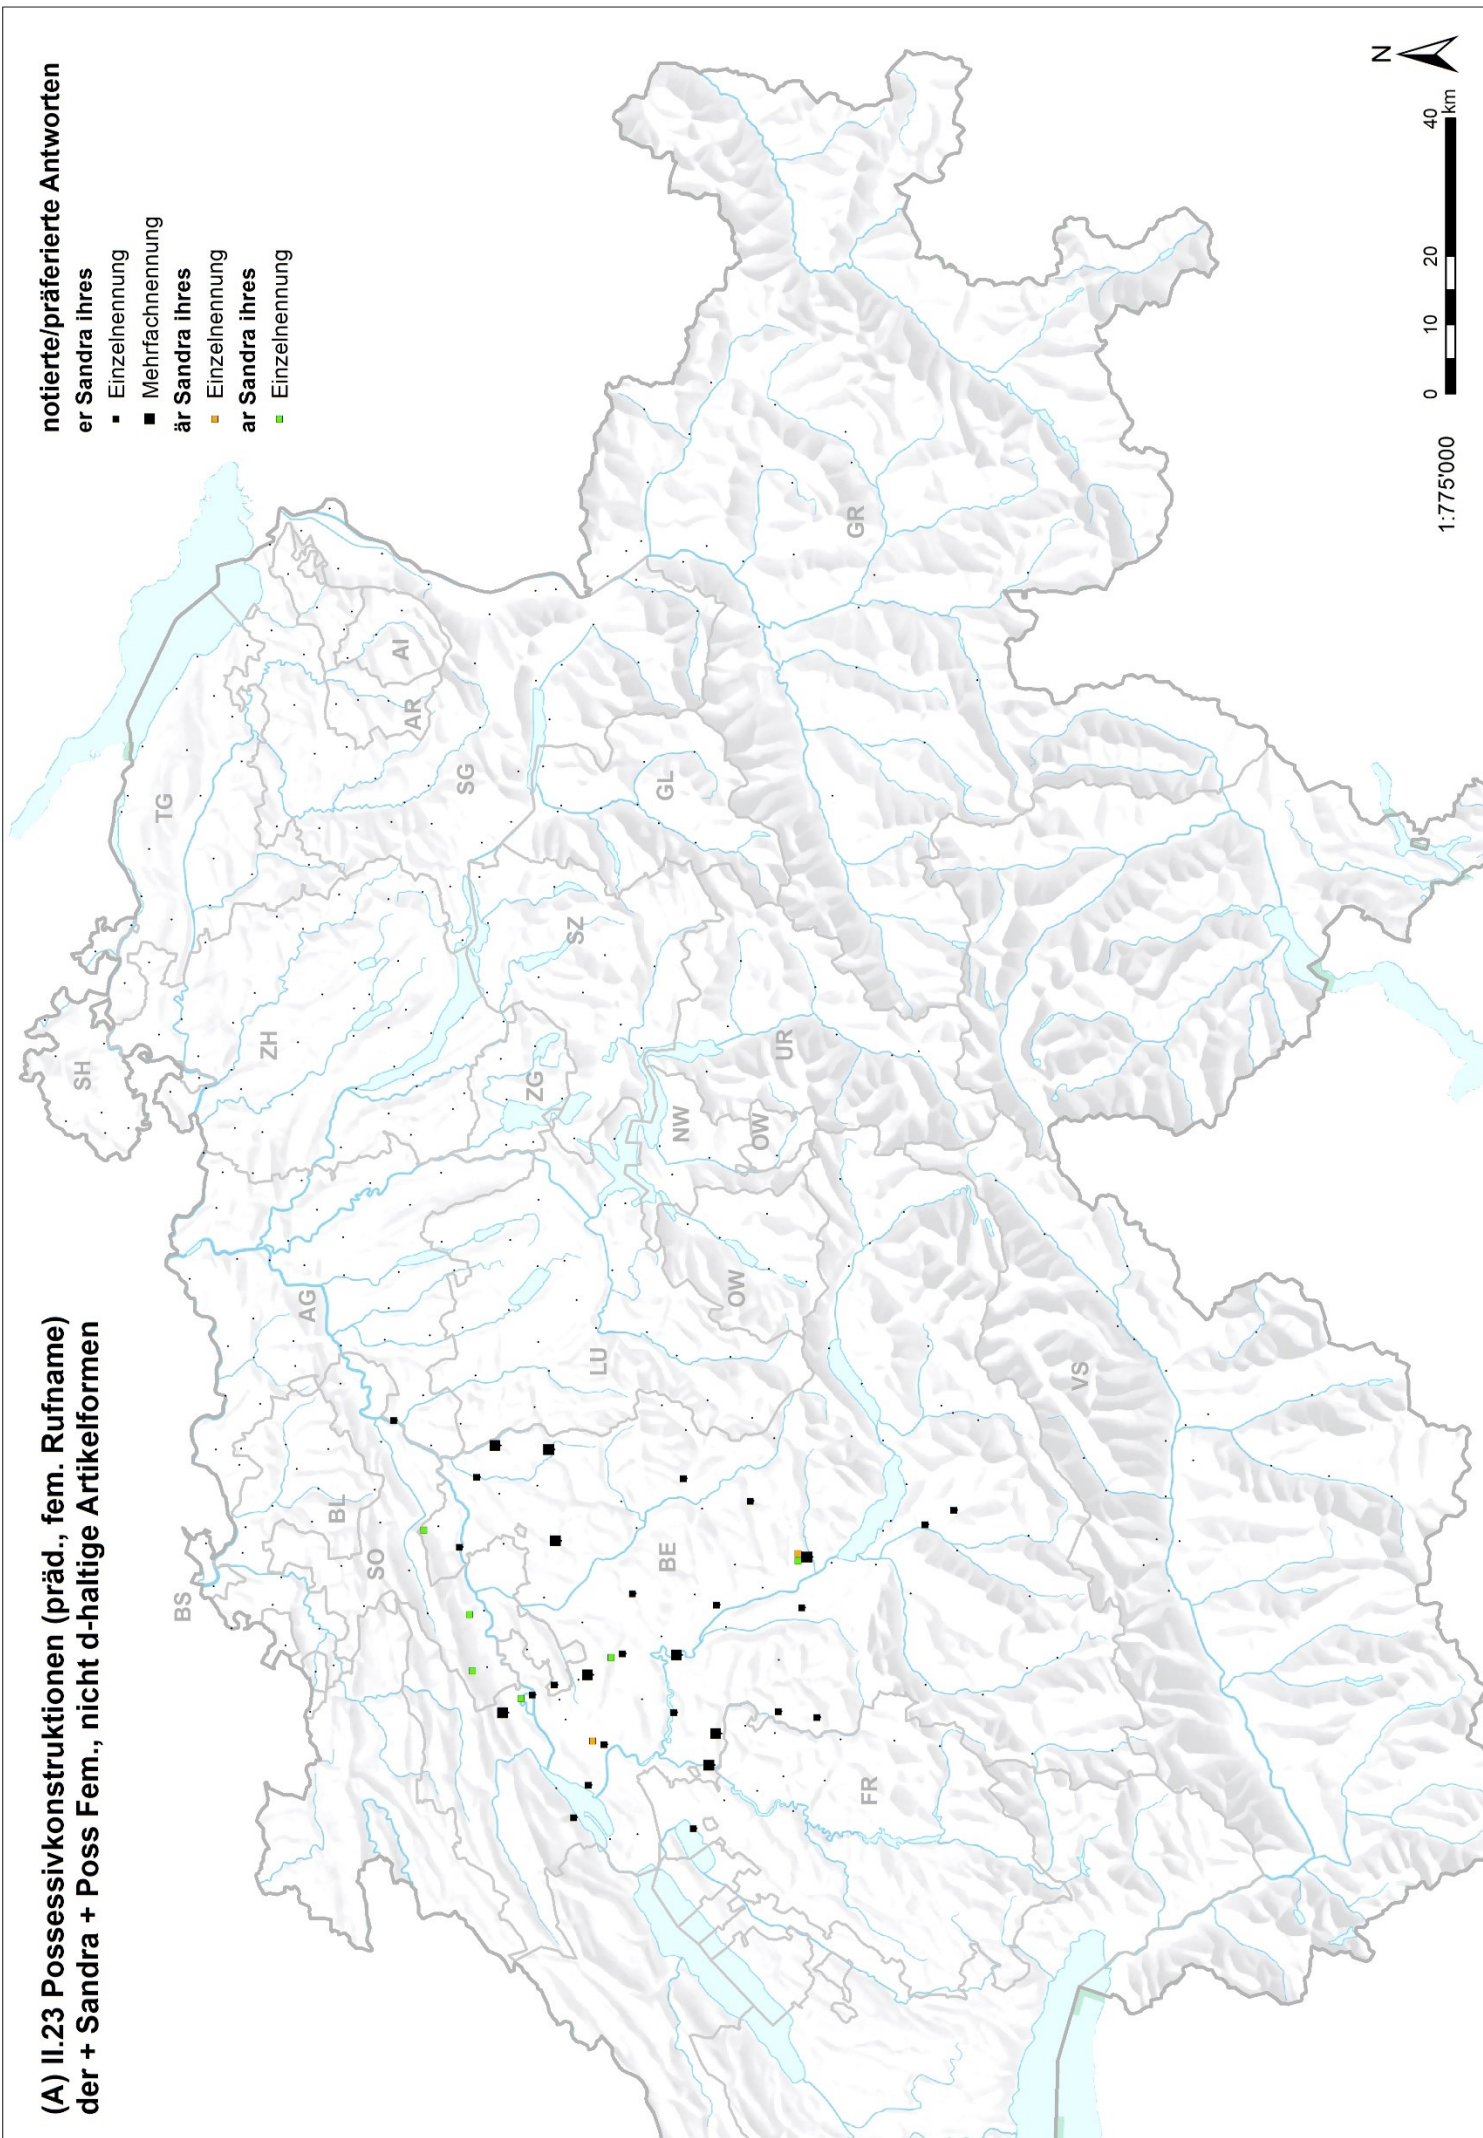 (A) II.23 Possessivkonstruktionen (präd., fem. Rufname)
der + Sandra + Poss Fem., nicht d-haltige Artikelformen
notierte/präferierte Antworten
er Sandra ihres
Einzelnennung
Mehrfachnennung
är Sandra ihres
Einzelnennung
ar Sandra ihres
Einzelnennung
SH
BS
TG
ZH
AG
BL
SO
AI
AR
SG
SZ
ZG
GL
LU
NW
OW
UR
OW
BE
GR
FR
VS
N
1:775'000
0 10 20 40
km